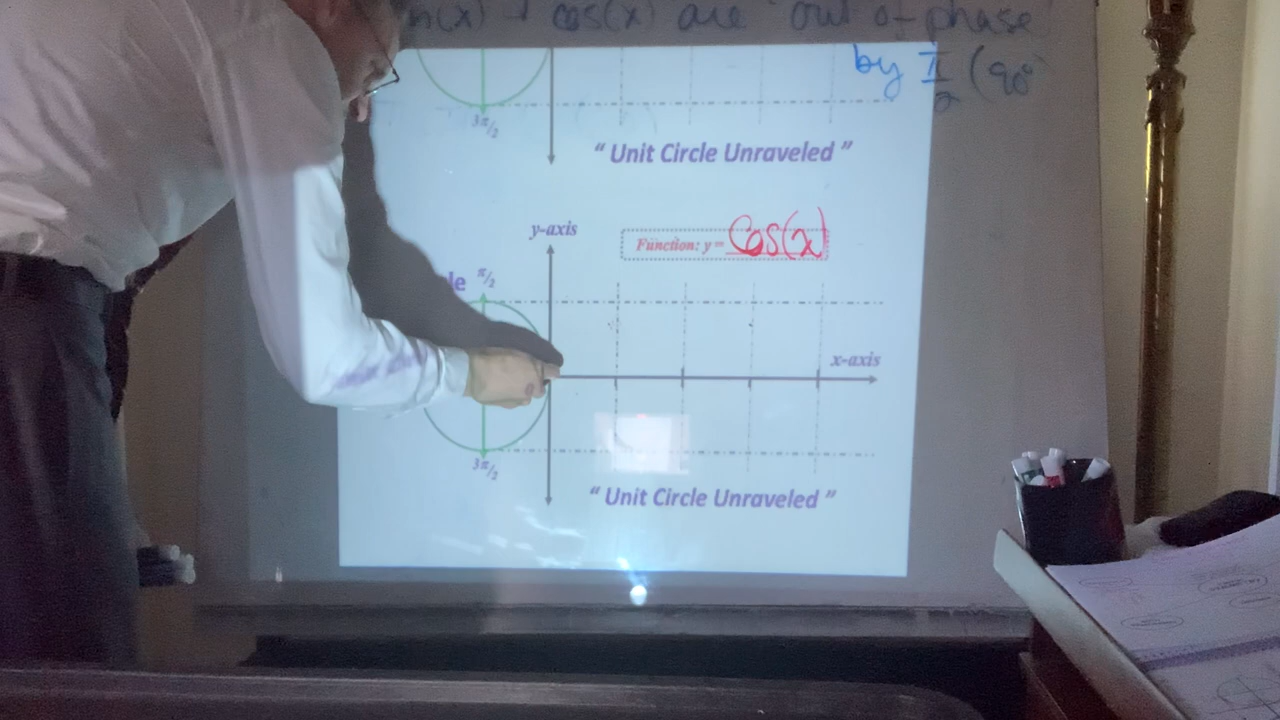 cos(x) are "out of phase"
by π/2 (90°
3π/2
" Unit Circle Unraveled "
y-axis
Function: y = Cos(x)
π/2
x-axis
3π/2
" Unit Circle Unraveled "